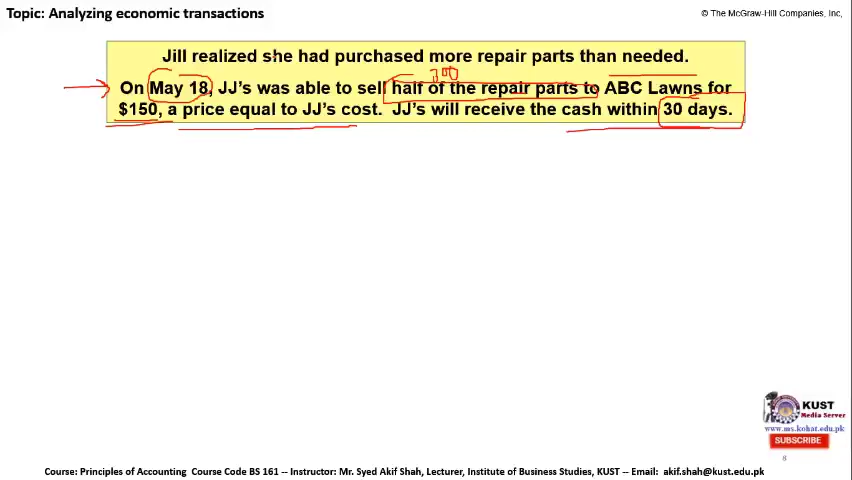 Topic: Analyzing economic transactions
© The McGraw-Hill Companies, Inc,
Jill realized she had purchased more repair parts than needed.
300
On May 18, JJ's was able to sell half of the repair parts to ABC Lawns for
$150, a price equal to JJ's cost. JJ's will receive the cash within 30 days.
KUST
Media Server
www.ms.kohat.edu.pk
SUBSCRIBE
8
Course: Principles of Accounting Course Code BS 161 -- Instructor: Mr. Syed Akif Shah, Lecturer, Institute of Business Studies, KUST -- Email: akif.shah@kust.edu.pk